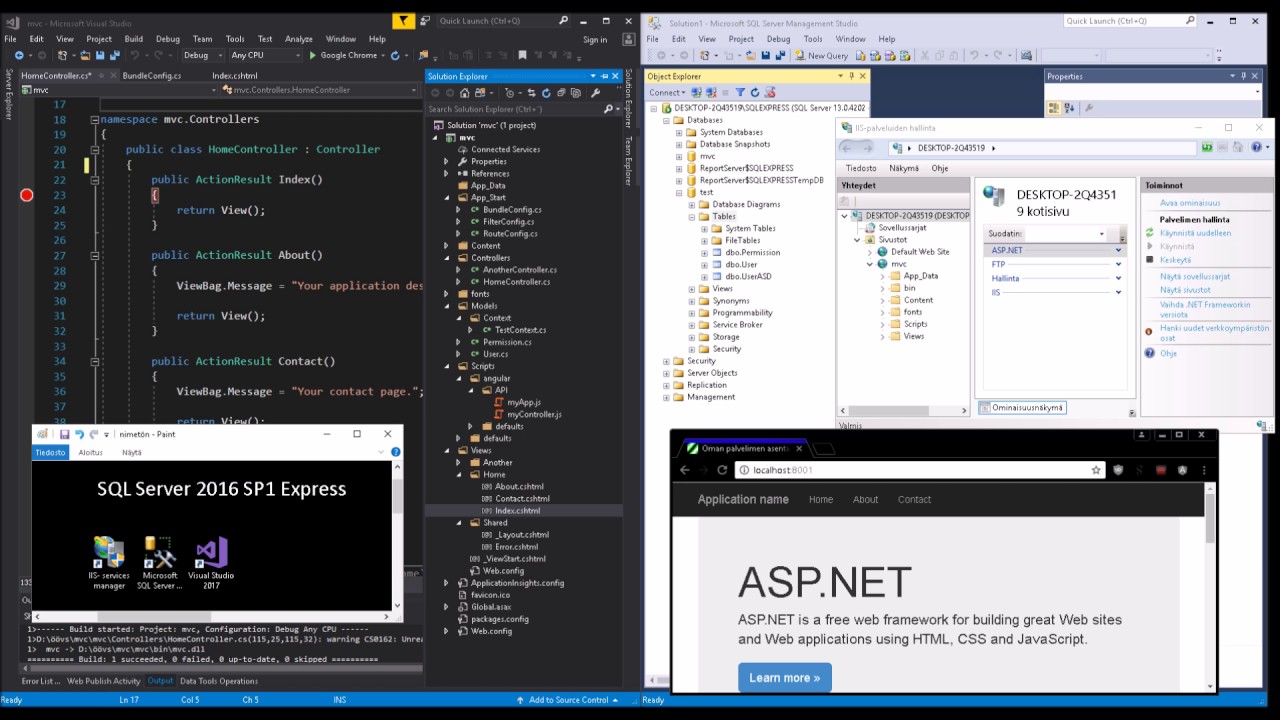 mvc - Microsoft Visual Studio
Quick Launch (Ctrl+Q)
File Edit View Project Build Debug Team Tools Test Analyze Window Help
Sign in
Debug Any CPU Google Chrome
Server Explorer
HomeController.cs* BundleConfig.cs Index.cshtml
mvc mvc.Controllers.HomeController
17
18 namespace mvc.Controllers
19 {
20 public class HomeController : Controller
21 {
22 public ActionResult Index()
{
24 return View();
25
26
26 public ActionResult About()
28 {
29 ViewBag.Message = "Your application des
30
31 return View();
32 }
33
34 public ActionResult Contact()
35 {
36 ViewBag.Message = "Your contact page.";
37
38 return View();
Solution Explorer
Search Solution Explorer (Ctrl+¨)
Solution 'mvc' (1 project)
mvc
Connected Services
Properties
References
App_Data
App_Start
BundleConfig.cs
FilterConfig.cs
RouteConfig.cs
Content
Controllers
AnotherController.cs
HomeController.cs
fonts
Models
Context
TestContext.cs
Permission.cs
User.cs
Scripts
angular
API
myApp.js
myController.js
defaults
defaults
Views
Another
Home
About.cshtml
Contact.cshtml
Index.cshtml
Shared
_Layout.cshtml
Error.cshtml
_ViewStart.cshtml
Web.config
ApplicationInsights.config
favicon.ico
Global.asax
packages.config
Web.config
Solution Explorer
Team Explorer
nimetön - Paint
Tiedosto Aloitus Näytä
SQL Server 2016 SP1 Express
IIS- services manager
Microsoft SQL Server ...
Visual Studio 2017
1>------ Build started: Project: mvc, Configuration: Debug Any CPU ------
1>D:\öövs\mvc\mvc\Controllers\HomeController.cs(115,25,115,32): warning CS0162: Unrea
1> mvc -> D:\öövs\mvc\mvc\bin\mvc.dll
========== Build: 1 succeeded, 0 failed, 0 up-to-date, 0 skipped ==========
Error List ... Web Publish Activity Output Data Tools Operations
Ready Ln 17 Col 5 Ch 5 INS Add to Source Control
Solution1 - Microsoft SQL Server Management Studio
Quick Launch (Ctrl+Q)
File Edit View Project Debug Tools Window Help
New Query
Object Explorer
Connect
DESKTOP-2Q43519\SQLEXPRESS (SQL Server 13.0.4202
Databases
System Databases
Database Snapshots
mvc
ReportServer$SQLEXPRESS
ReportServer$SQLEXPRESSTempDB
test
Database Diagrams
Tables
System Tables
FileTables
dbo.Permission
dbo.User
dbo.UserASD
Views
Synonyms
Programmability
Service Broker
Storage
Security
Security
Server Objects
Replication
Management
Properties
IIS-palveluiden hallinta
DESKTOP-2Q43519
Tiedosto Näkymä Ohje
Yhteydet
DESKTOP-2Q43519 (DESKTOP
Sovellussarjat
Sivustot
Default Web Site
mvc
App_Data
bin
Content
fonts
Scripts
Views
DESKTOP-2Q4351
9 kotisivu
Suodatin:
ASP.NET
FTP
Hallinta
IIS
Ominaisuusnäkymä
Toiminnot
Avaa ominaisuus
Palvelimen hallinta
Käynnistä uudelleen
Käynnistä
Keskeytä
Näytä sovellussarjat
Näytä sivustot
Vaihda .NET Frameworkin versiota
Hanki uudet verkkoympäristön osat
Ohje
Valmis
Oman palvelimen asent
localhost:8001
Application name Home About Contact
ASP.NET
ASP.NET is a free web framework for building great Web sites
and Web applications using HTML, CSS and JavaScript.
Learn more »
Ready